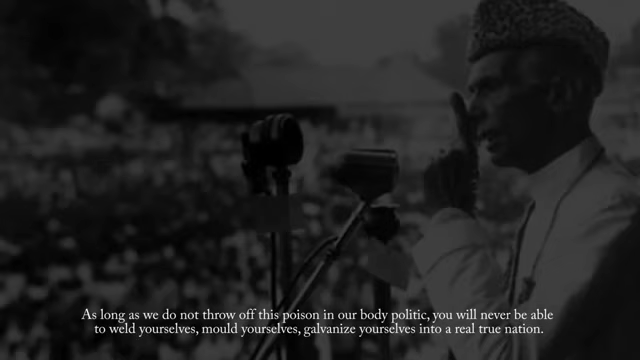 As long as we do not throw off this poison in our body politic, you will never be able
to weld yourselves, mould yourselves, galvanize yourselves into a real true nation.